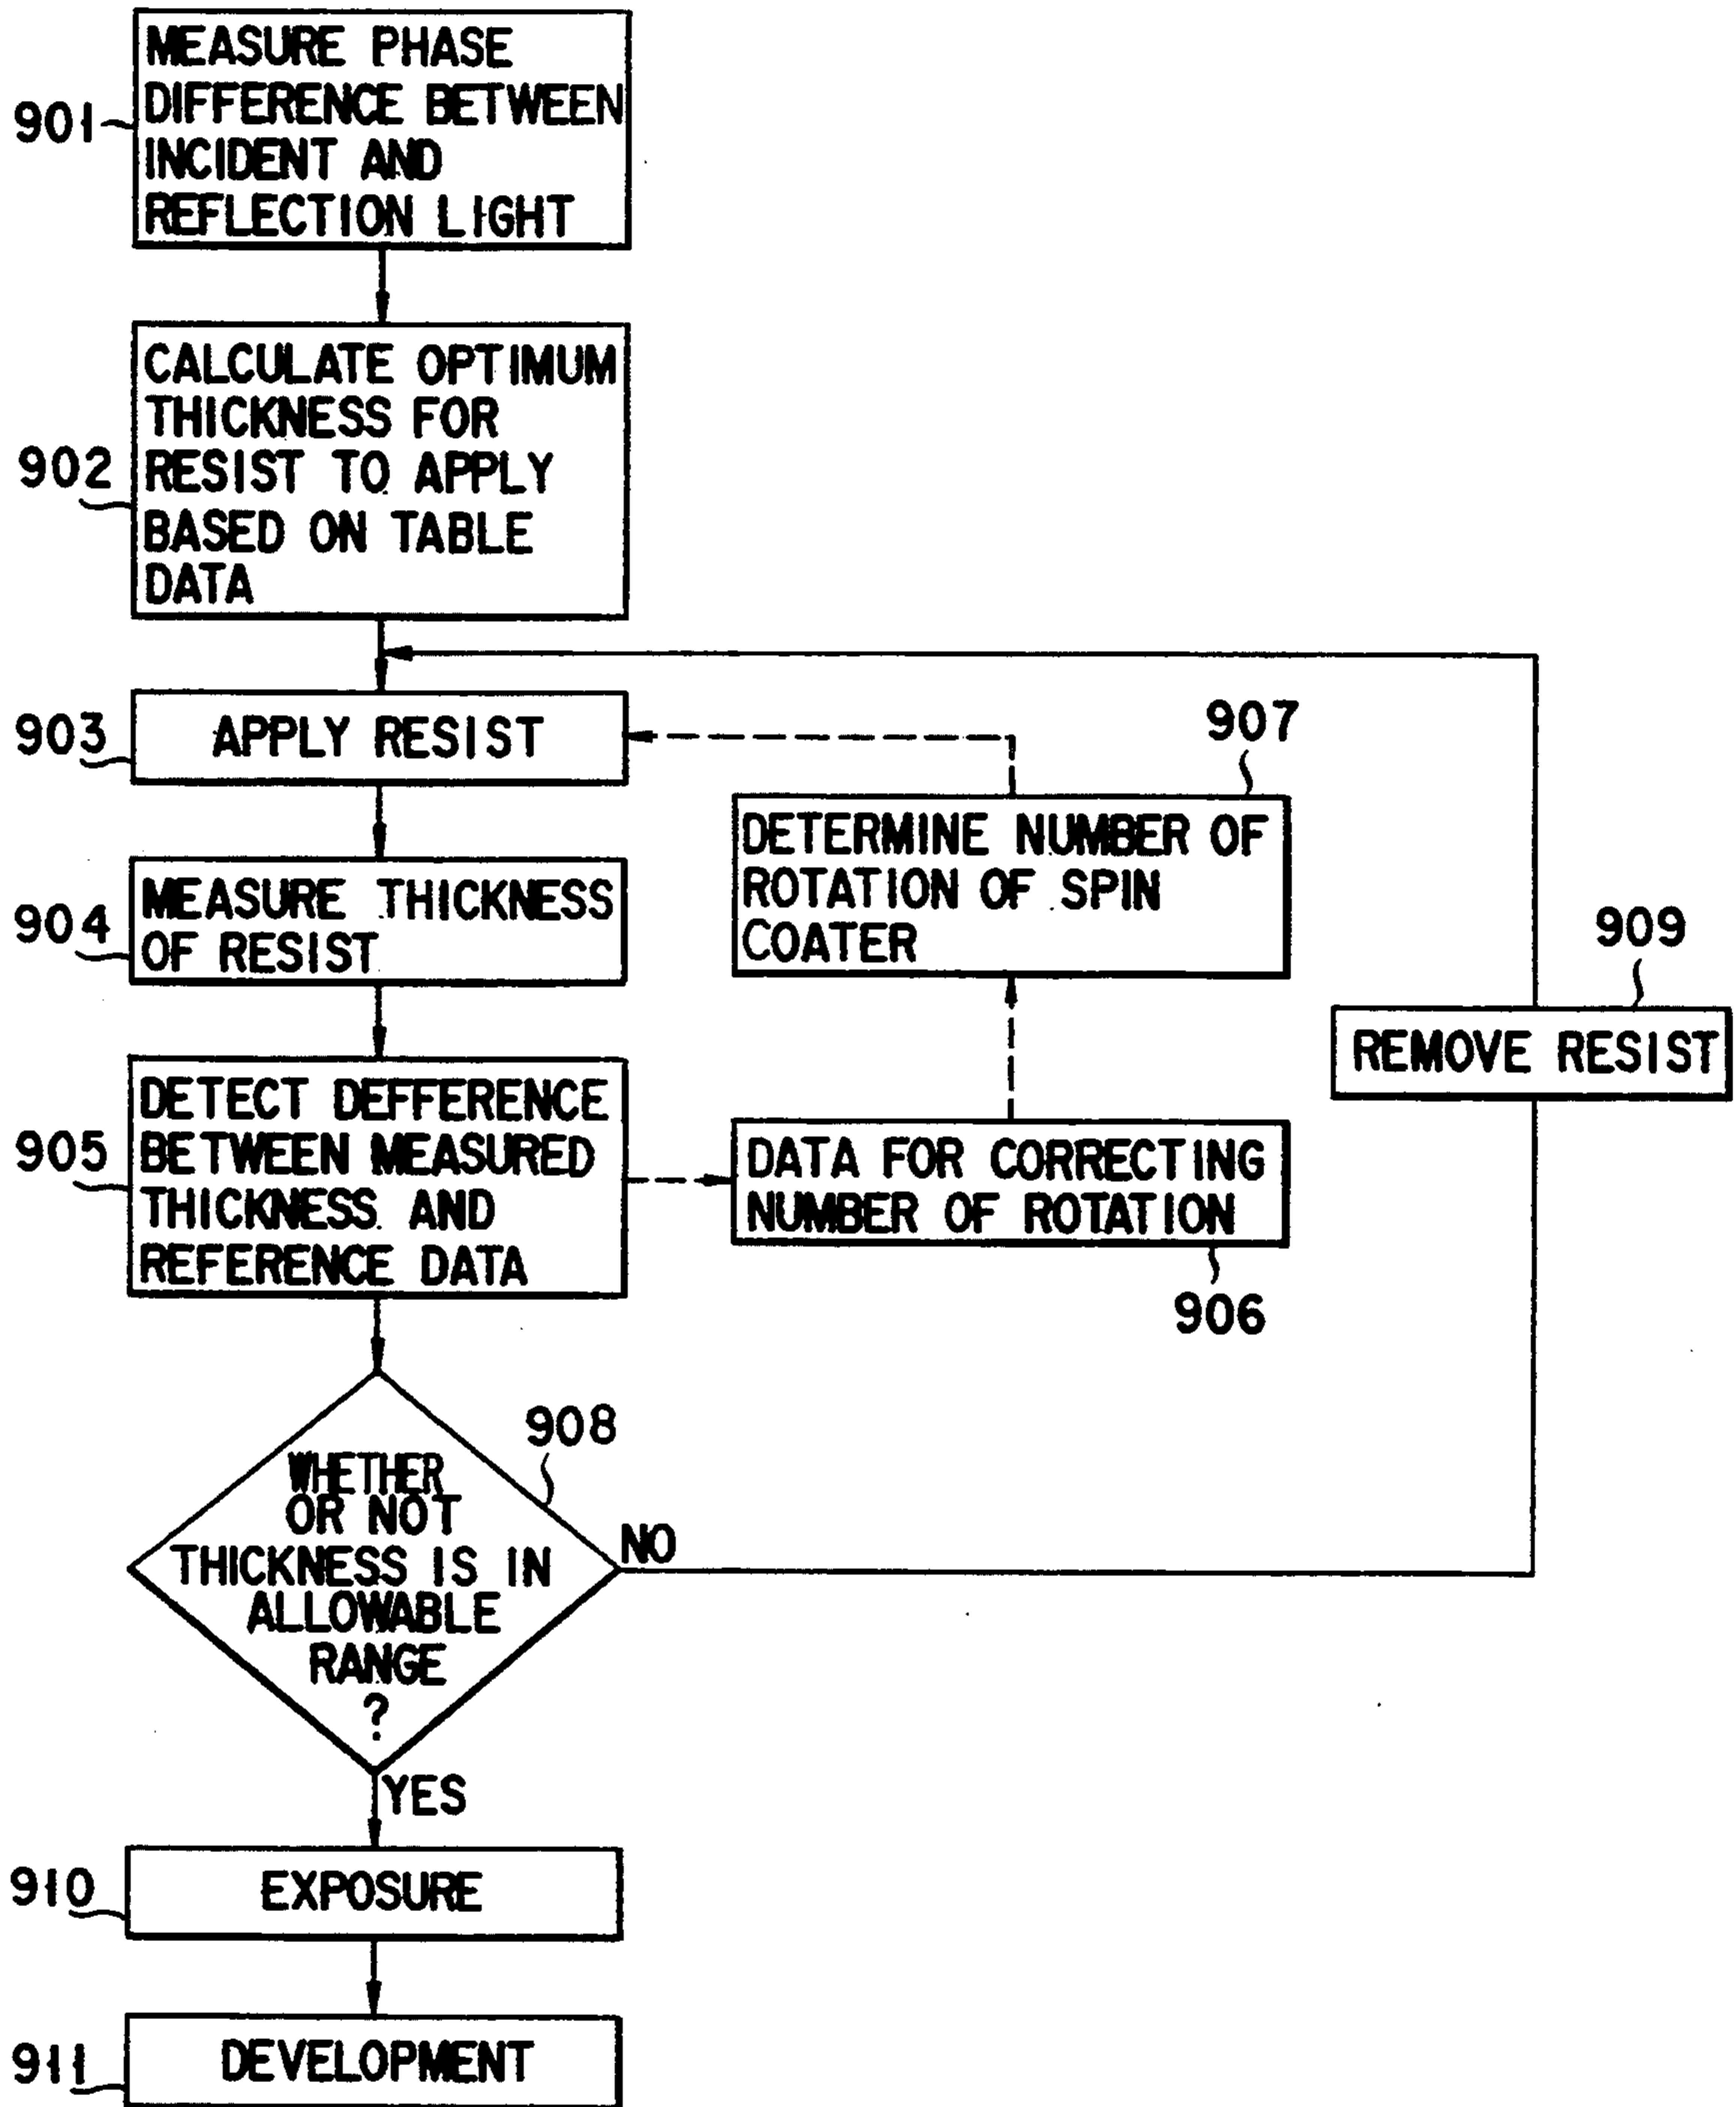 901
MEASURE PHASE
DIFFERENCE BETWEEN
INCIDENT AND
REFLECTION LIGHT
902
CALCULATE OPTIMUM
THICKNESS FOR
RESIST TO APPLY
BASED ON TABLE
DATA
903
APPLY RESIST
904
MEASURE THICKNESS
OF RESIST
905
DETECT DEFFERENCE
BETWEEN MEASURED
THICKNESS AND
REFERENCE DATA
906
DATA FOR CORRECTING
NUMBER OF ROTATION
907
DETERMINE NUMBER OF
ROTATION OF SPIN
COATER
908
WHETHER
OR NOT
THICKNESS IS IN
ALLOWABLE
RANGE
?
NO
909
REMOVE RESIST
YES
910
EXPOSURE
911
DEVELOPMENT